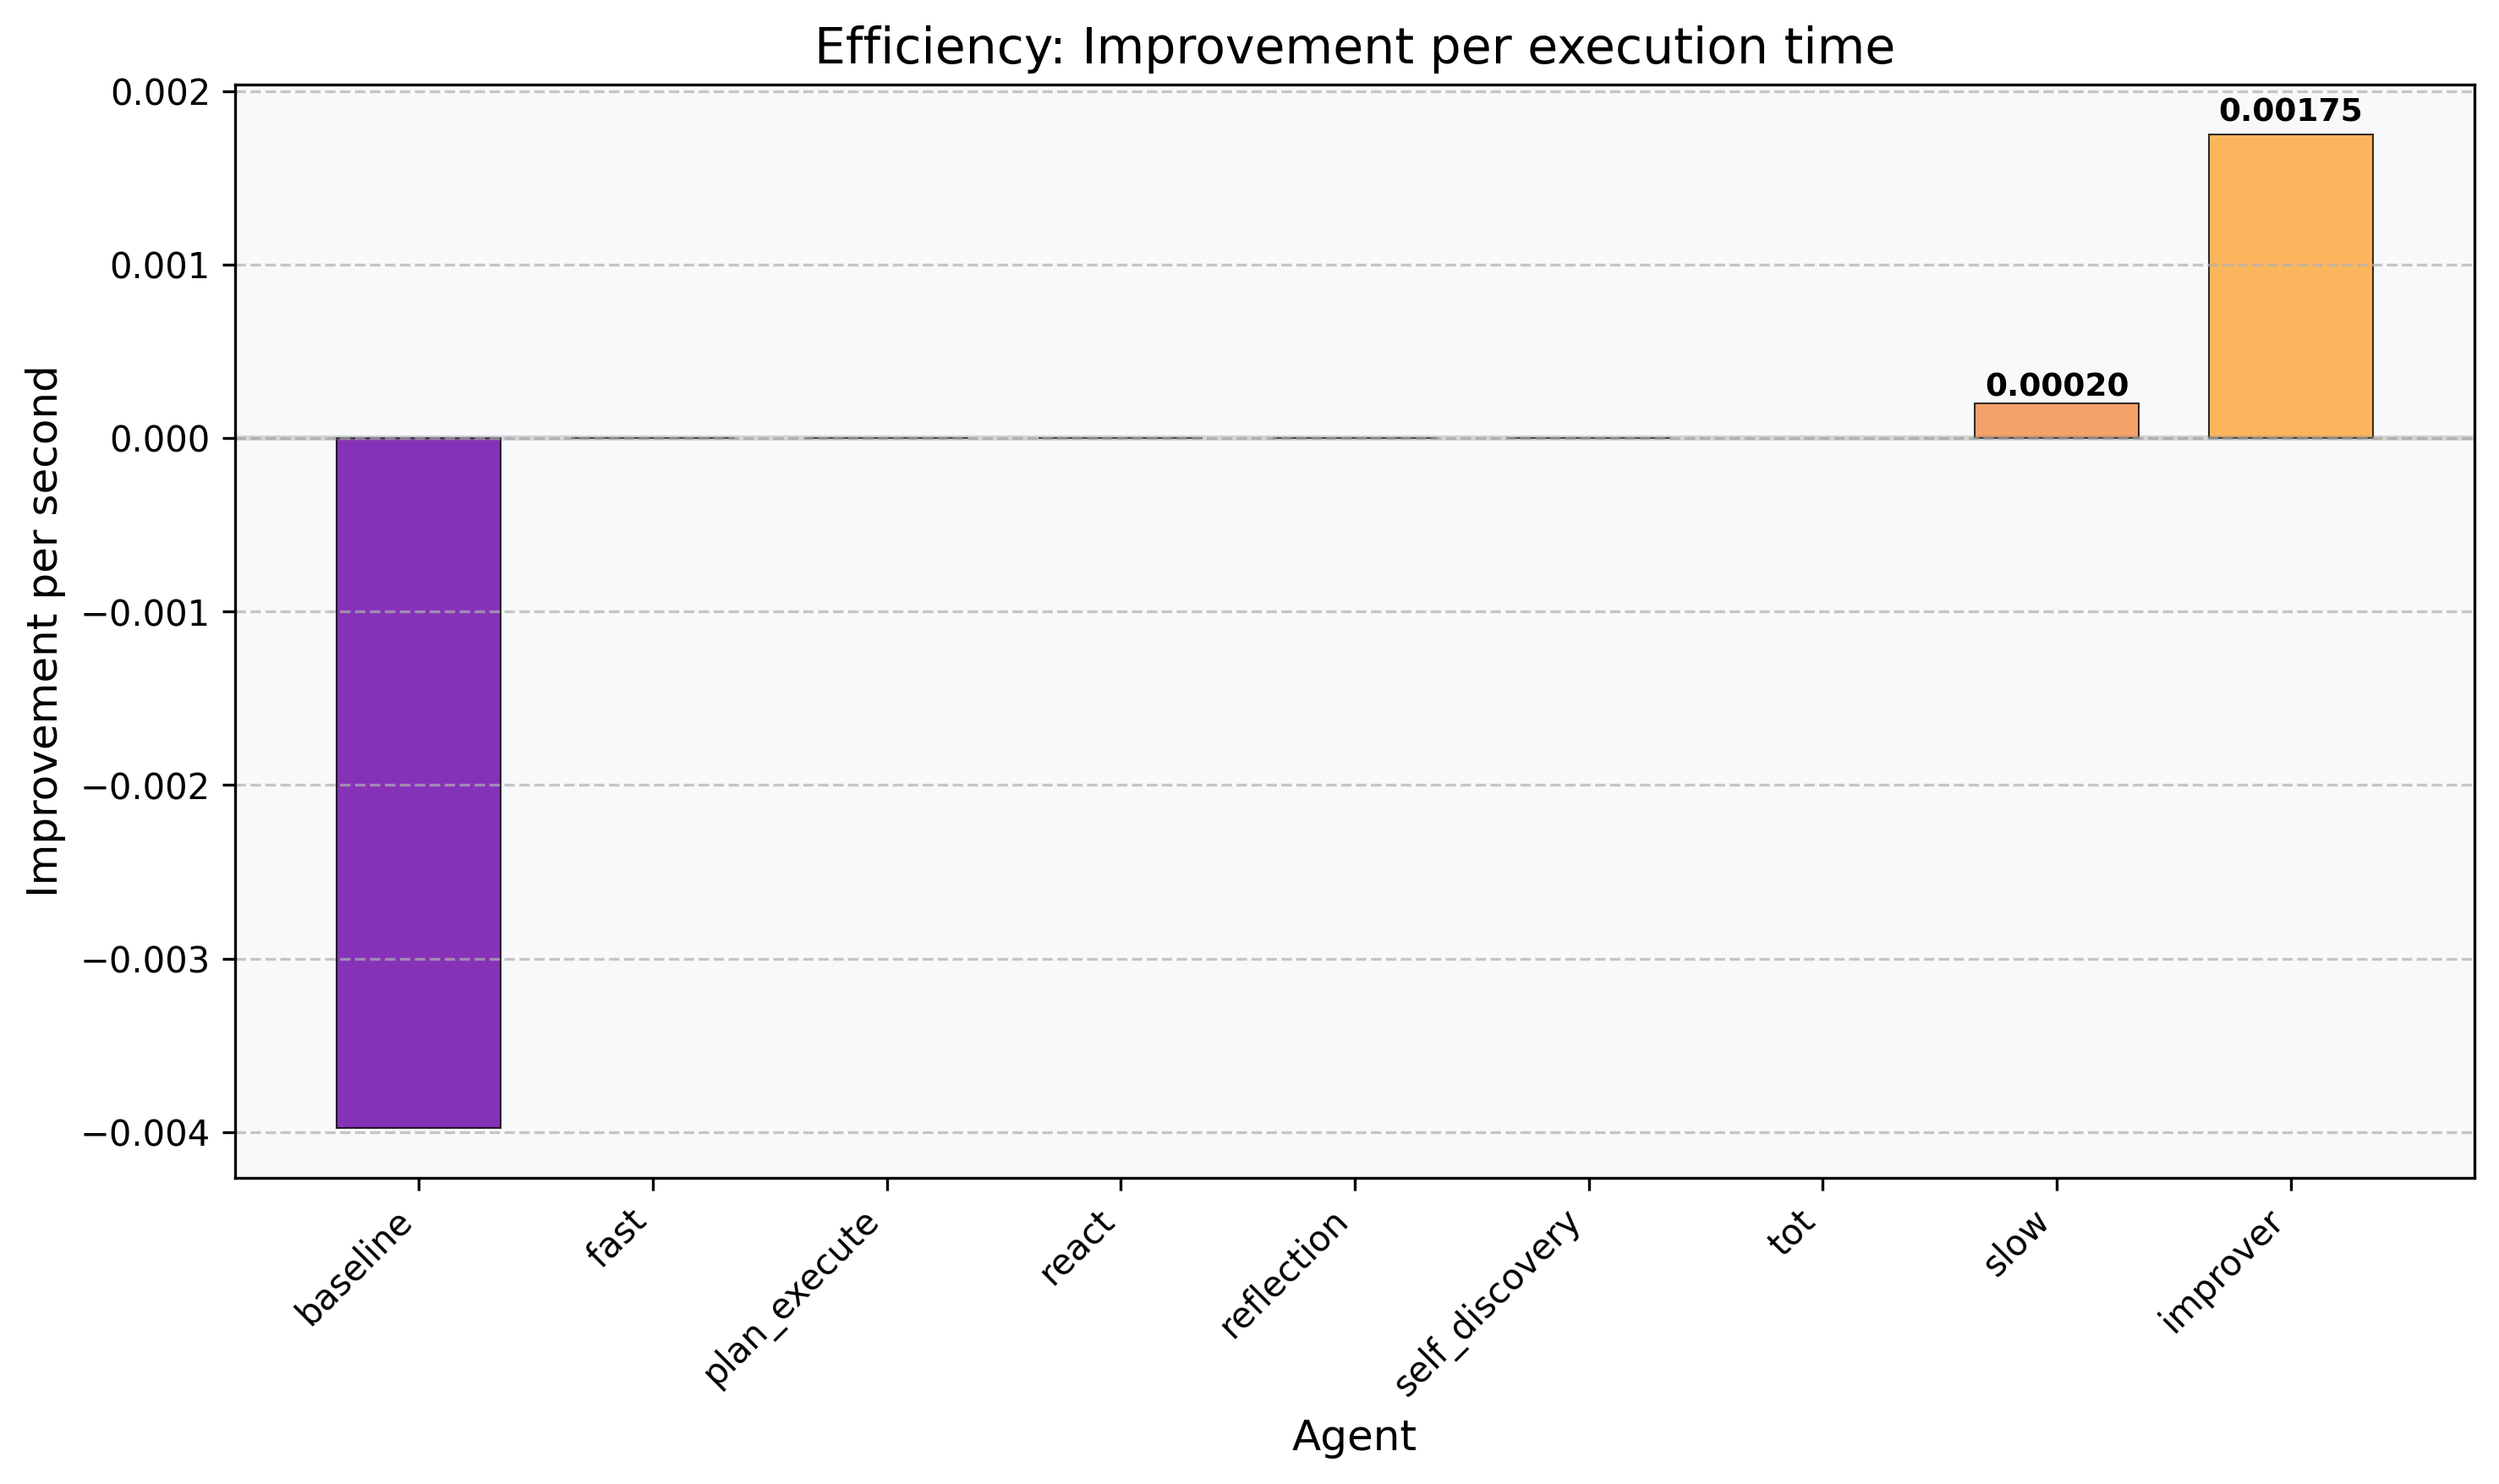 Efficiency: Improvement per execution time
Improvement per second
0.002
0.001
0.000
−0.001
−0.002
−0.003
−0.004
0.00020
0.00175
baseline
fast
plan_execute
react
reflection
self_discovery
tot
slow
improver
Agent